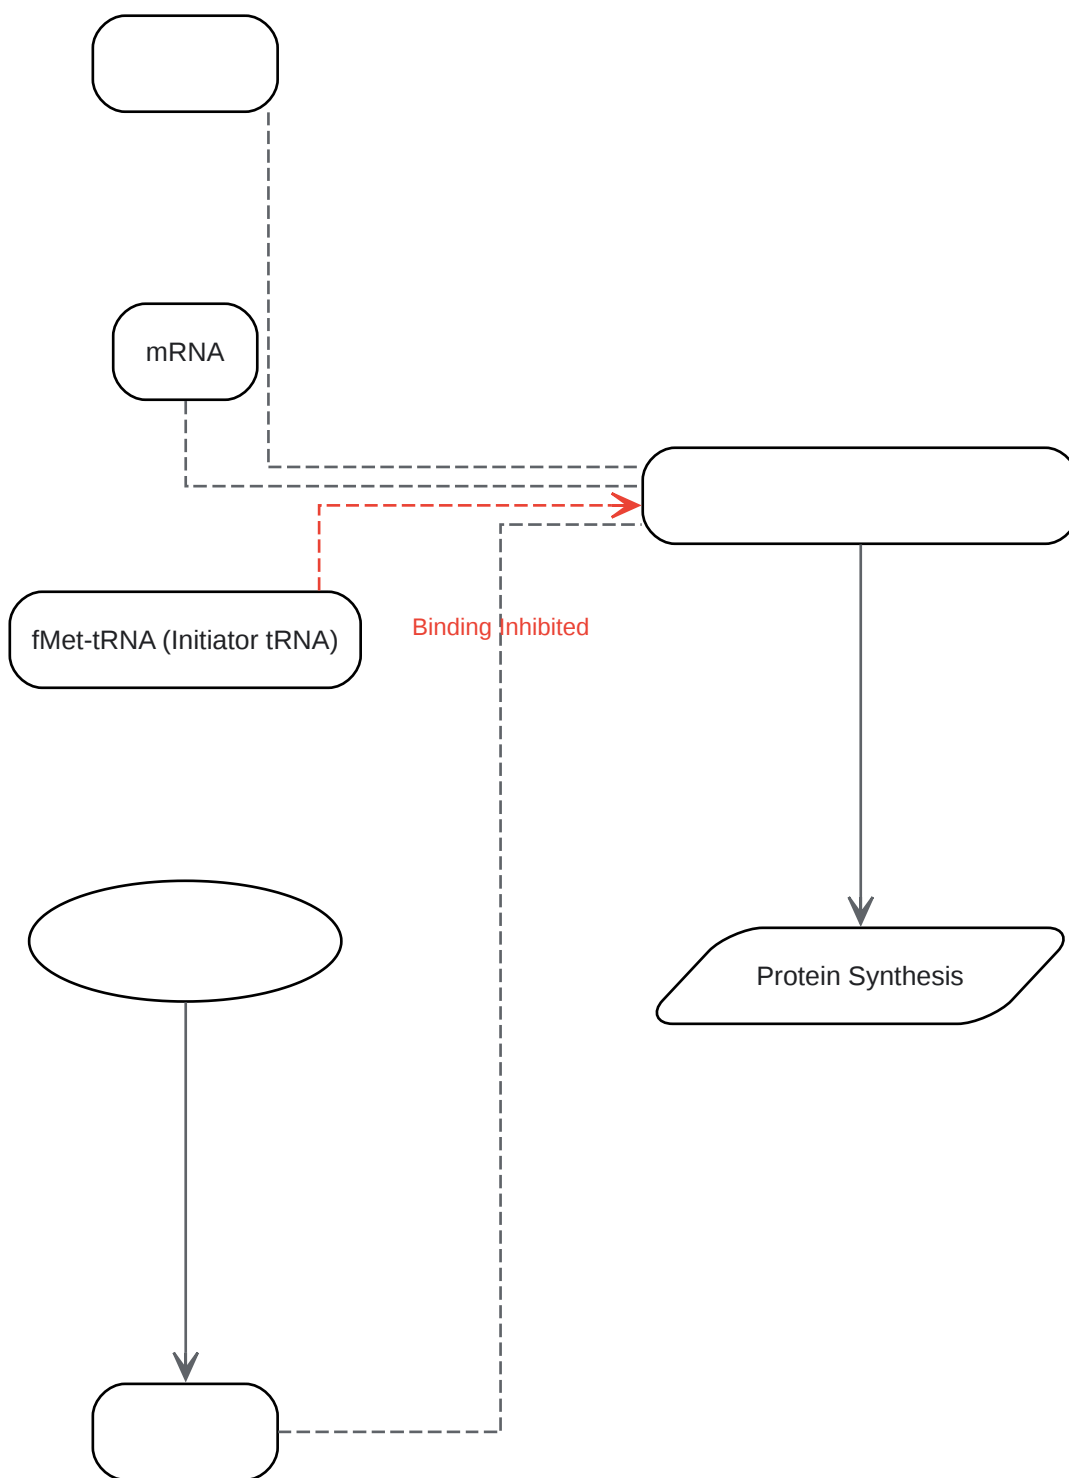 mRNA
fMet-tRNA (Initiator tRNA)
Binding Inhibited
Protein Synthesis